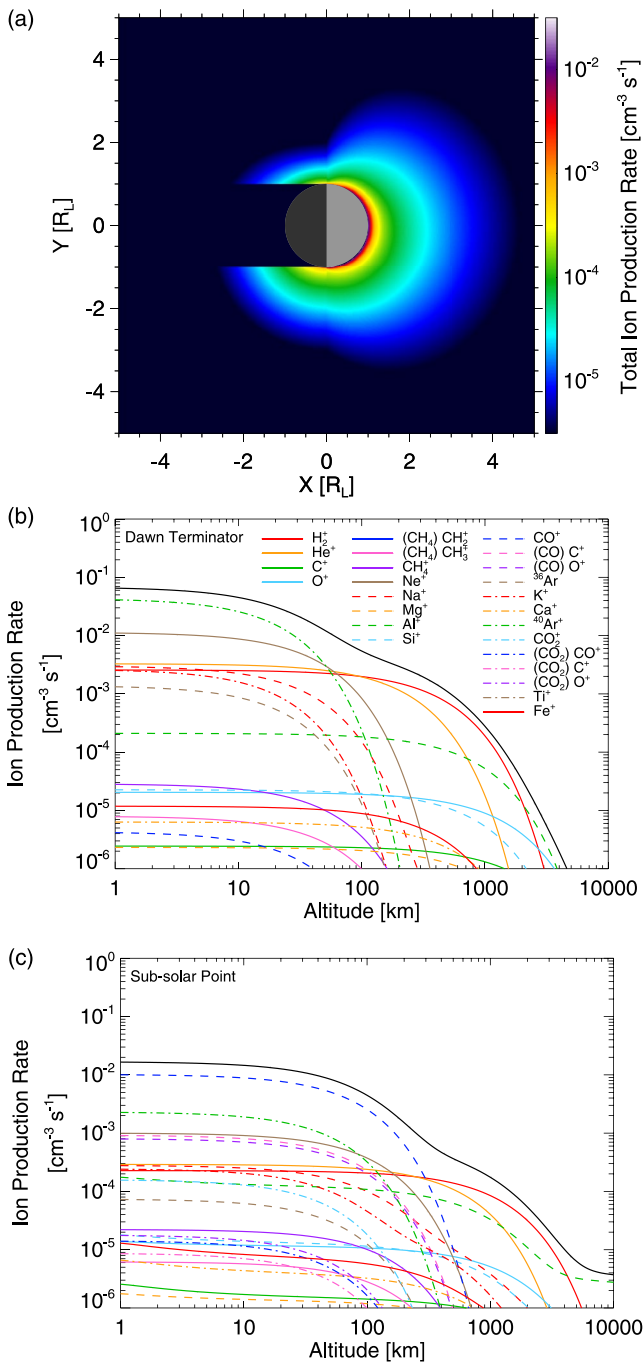 (a)
4
2
0
-2
-4
Y [R_L]
-4 -2 0 2 4
X [R_L]
10^-2
10^-3
10^-4
10^-5
Total Ion Production Rate [cm^-3 s^-1]
(b)
Dawn Terminator
H₂⁺
He⁺
C⁺
O⁺
(CH₄) CH₂⁺
(CH₄) CH₃⁺
CH₄⁺
Ne⁺
Na⁺
Mg⁺
Al⁺
Si⁺
CO⁺
(CO) C⁺
(CO) O⁺
³⁶Ar
K⁺
Ca⁺
⁴⁰Ar⁺
CO₂⁺
(CO₂) CO⁺
(CO₂) C⁺
(CO₂) O⁺
Ti⁺
Fe⁺
10^0
10^-1
10^-2
10^-3
10^-4
10^-5
10^-6
Ion Production Rate
[cm^-3 s^-1]
1 10 100 1000 10000
Altitude [km]
(c)
Sub-solar Point
10^0
10^-1
10^-2
10^-3
10^-4
10^-5
10^-6
Ion Production Rate
[cm^-3 s^-1]
1 10 100 1000 10000
Altitude [km]